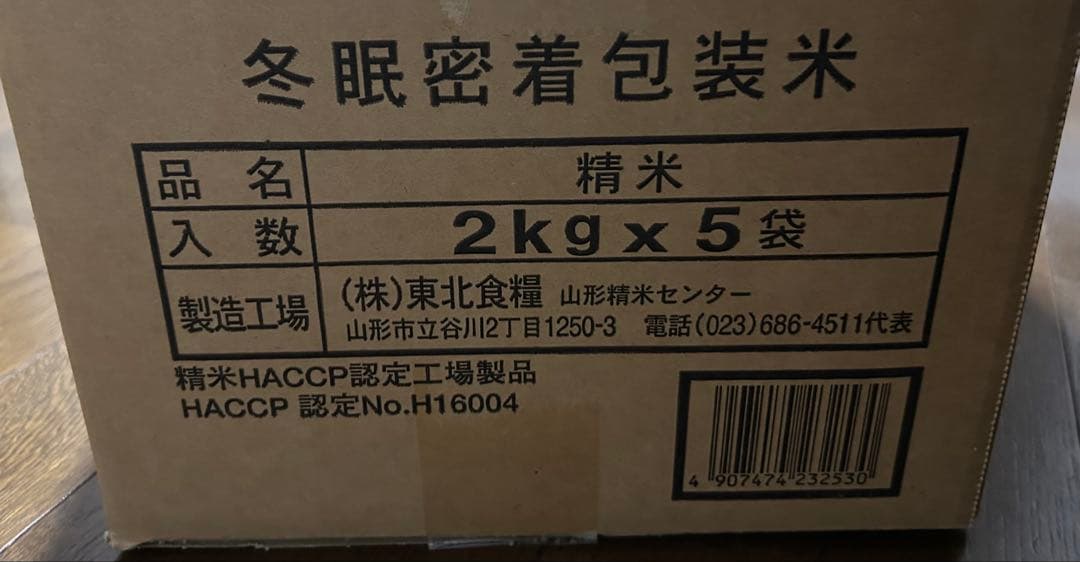 冬眠密着包装米
品名 精米
入数 2kg x 5袋
製造工場 (株)東北食糧 山形精米センター
山形市立谷川2丁目1250-3 電話(023)686-4511代表
精米HACCP認定工場製品
HACCP 認定No.H16004
4 907474 232530